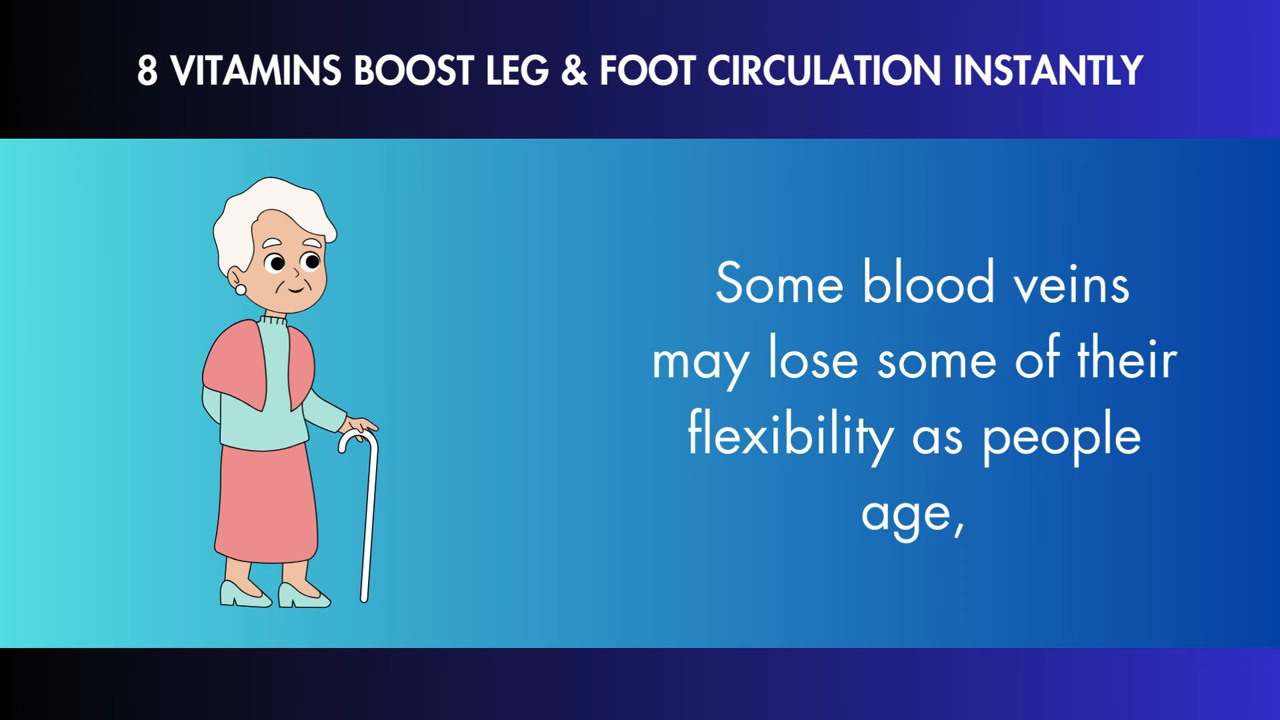 8 VITAMINS BOOST LEG & FOOT CIRCULATION INSTANTLY
Some blood veins
may lose some of their
flexibility as people
age,